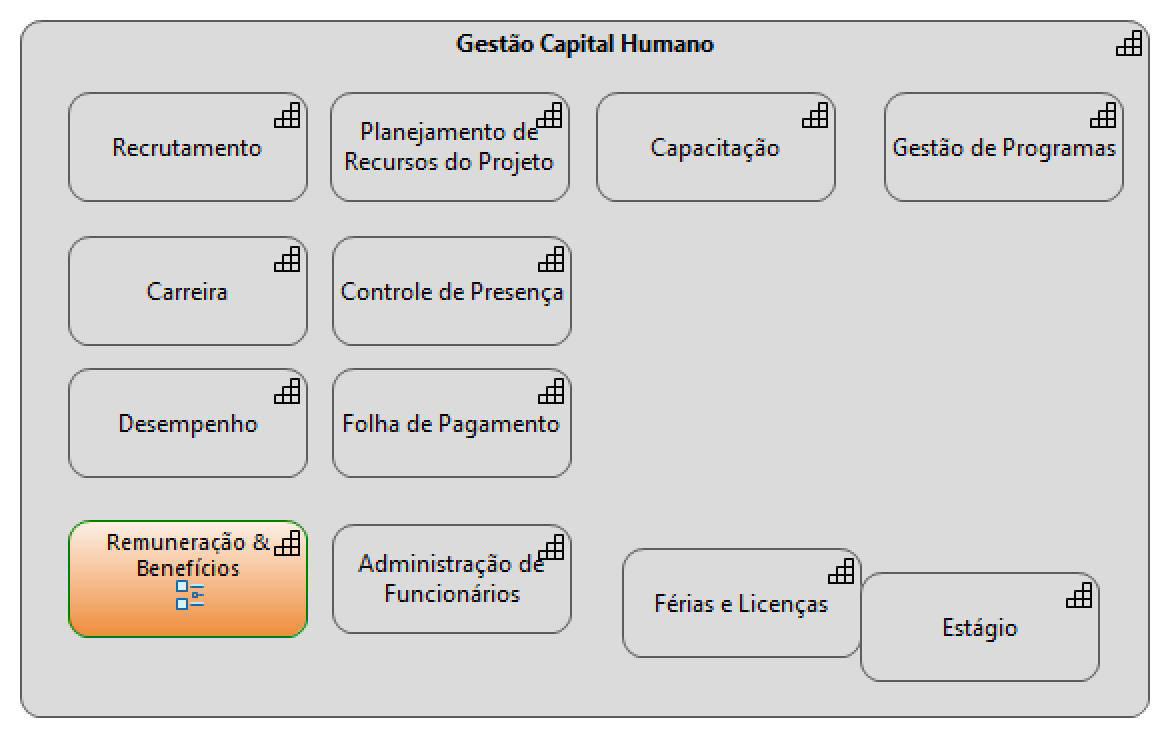 Gestão Capital Humano
Recrutamento
Planejamento de
Recursos do Projeto
Capacitação
Gestão de Programas
Carreira
Controle de Presença
Desempenho
Folha de Pagamento
Remuneração &
Benefícios
Administração de
Funcionários
Férias e Licenças
Estágio